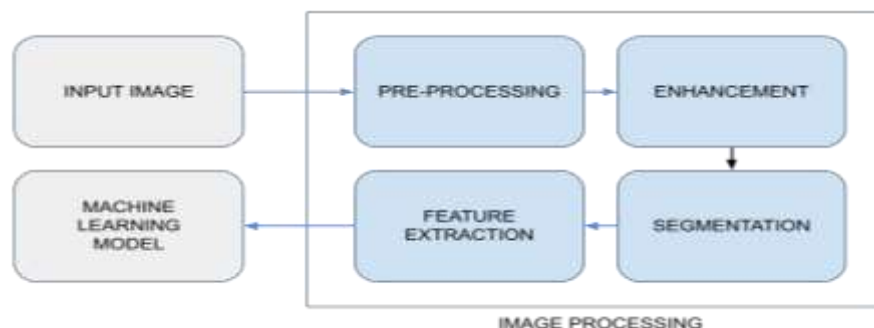 INPUT IMAGE
PRE-PROCESSING
ENHANCEMENT
MACHINE
LEARNING
MODEL
FEATURE
EXTRACTION
SEGMENTATION
IMAGE PROCESSING